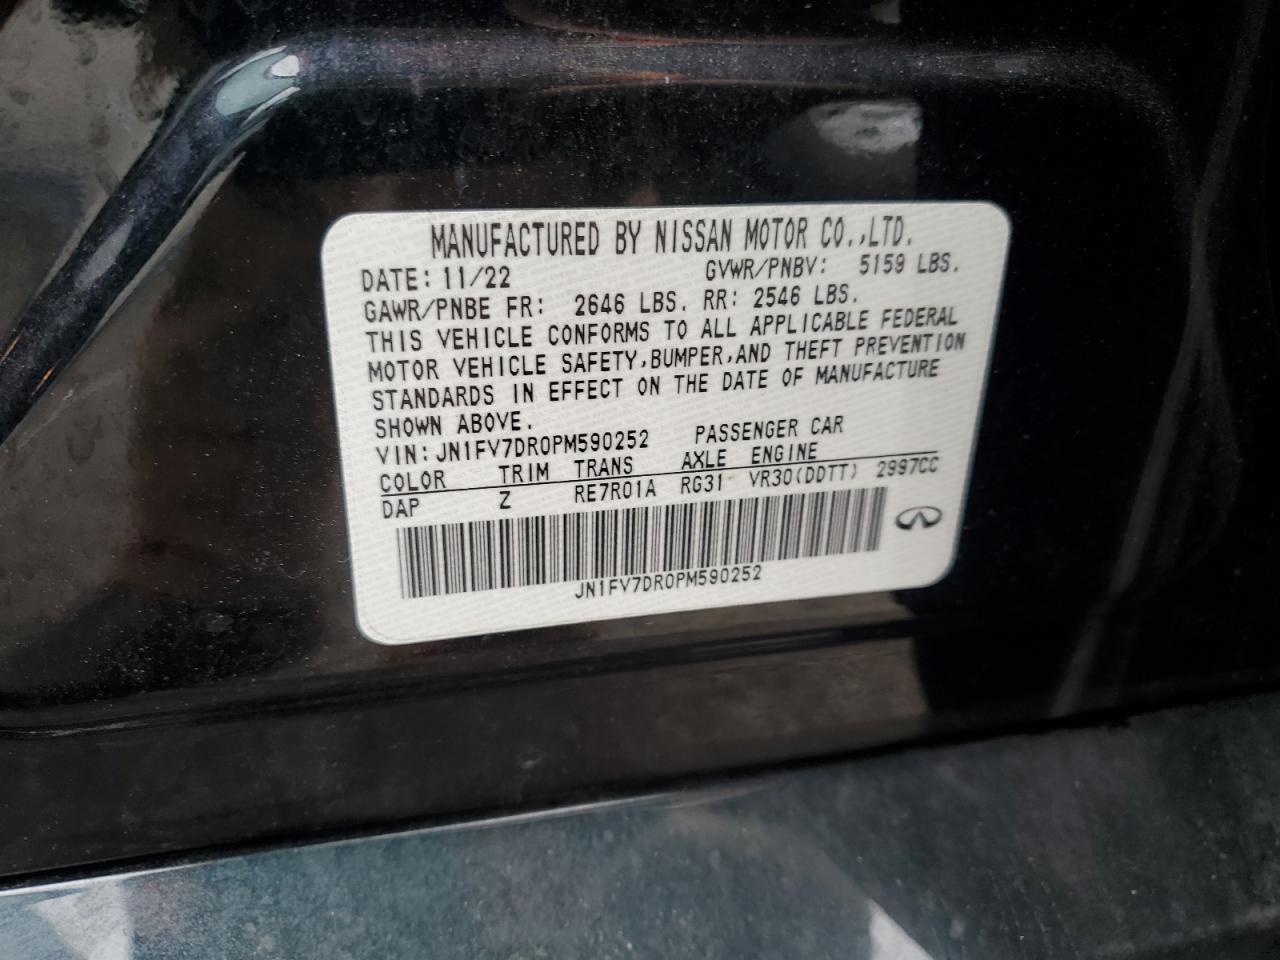 MANUFACTURED BY NISSAN MOTOR CO.,LTD.
DATE: 11/22 GVWR/PNBV: 5159 LBS.
GAWR/PNBE FR: 2646 LBS. RR: 2546 LBS.
THIS VEHICLE CONFORMS TO ALL APPLICABLE FEDERAL
MOTOR VEHICLE SAFETY,BUMPER,AND THEFT PREVENTION
STANDARDS IN EFFECT ON THE DATE OF MANUFACTURE
SHOWN ABOVE.
VIN: JN1FV7DR0PM590252 PASSENGER CAR
COLOR TRIM TRANS AXLE ENGINE
DAP Z RE7R01A RG31 VR30(DDTT) 2997CC
JN1FV7DR0PM590252